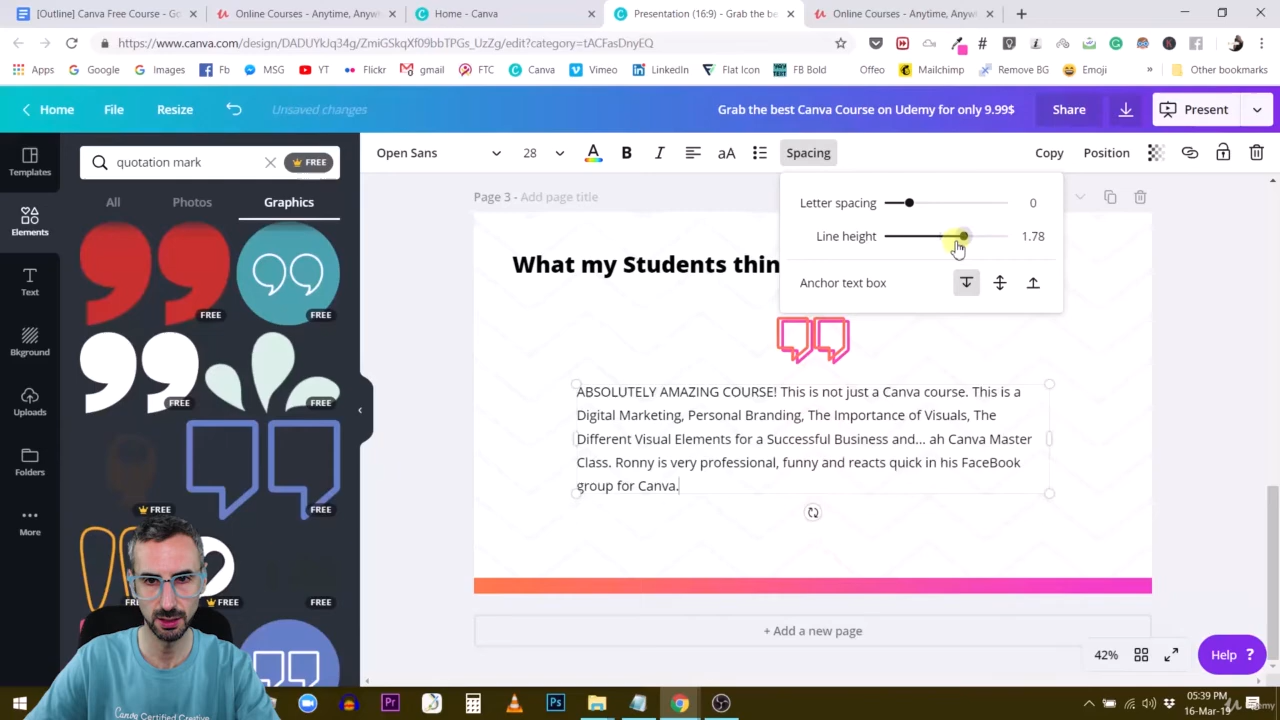 [Outline] Canva Free Course - Go
Online Courses - Anytime, Anyw
Home - Canva
Presentation (16:9) - Grab the be
Online Courses - Anytime, Anyw
https://www.canva.com/design/DADUYkJq34g/ZmiGSkqXf09bbTPGs_UzZg/edit?category=tACFasDnyEQ
Apps
Google
Images
Fb
MSG
YT
Flickr
gmail
FTC
Canva
Vimeo
LinkedIn
Flat Icon
FB Bold
Offeo
Mailchimp
Remove BG
Emoji
»
Other bookmarks
Home
File
Resize
Unsaved changes
Grab the best Canva Course on Udemy for only 9.99$
Share
Present
Templates
Elements
Text
Bkground
Uploads
Folders
More
quotation mark
FREE
All
Photos
Graphics
FREE
FREE
FREE
FREE
FREE
FREE
FREE
FREE
Open Sans
28
A
B
I
aA
Spacing
Copy
Position
Page 3 - Add page title
Letter spacing
0
Line height
1.78
Anchor text box
What my Students thin
ABSOLUTELY AMAZING COURSE! This is not just a Canva course. This is a
Digital Marketing, Personal Branding, The Importance of Visuals, The
Different Visual Elements for a Successful Business and... ah Canva Master
Class. Ronny is very professional, funny and reacts quick in his FaceBook
group for Canva.
+ Add a new page
42%
Help ?
Canva Certified Creative
Pr
Ps
05:39 PM
16-Mar-19
Udemy